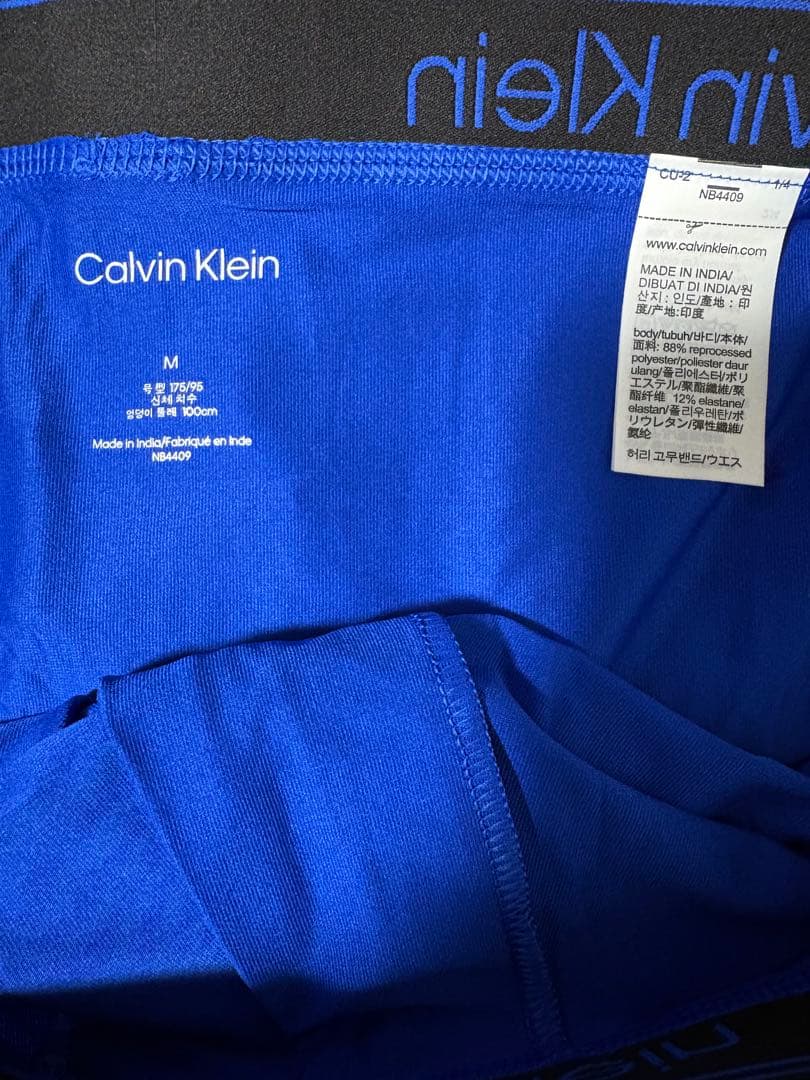 vin Klein
CU-2 1/4
NB4409
www.calvinklein.com
MADE IN INDIA/
DIBUAT DI INDIA/원
산지 : 인도/產地 : 印
度/产地:印度
body/tubuh/바디/本体/
面料: 88% reprocessed
polyester/poliester daur
ulang/폴리에스터/ポリ
エステル/聚酯纖維/聚
酯纤维 12% elastane/
elastan/폴리우레탄/ポ
リウレタン/彈性纖維/
氨纶
허리 고무밴드/ウエス
Calvin Klein
M
号型 175/95
신체 치수
엉덩이 둘레 100cm
Made in India/Fabriqué en Inde
NB4409